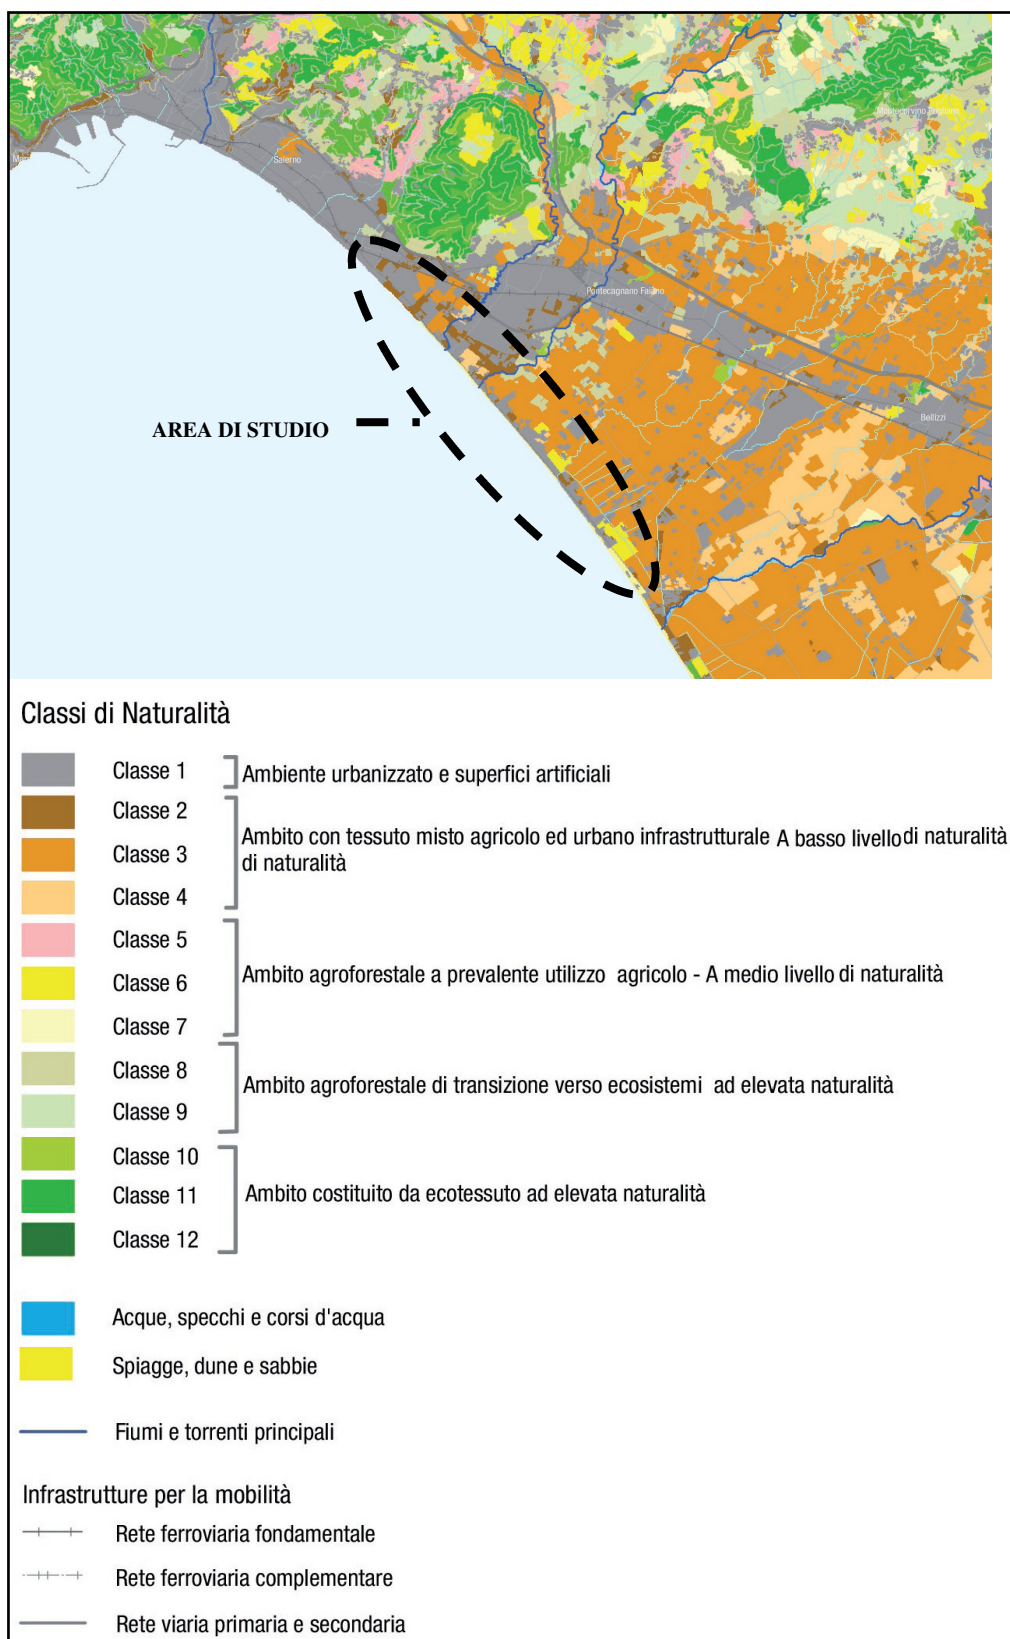 Montecorvino Rovella
Salerno
Pontecagnano Faiano
Bellizzi
AREA DI STUDIO
Classi di Naturalità
Classe 1
Ambiente urbanizzato e superfici artificiali
Classe 2
Classe 3
Ambito con tessuto misto agricolo ed urbano infrastrutturale A basso livello di naturalità
di naturalità
Classe 4
Classe 5
Classe 6
Ambito agroforestale a prevalente utilizzo agricolo - A medio livello di naturalità
Classe 7
Classe 8
Ambito agroforestale di transizione verso ecosistemi ad elevata naturalità
Classe 9
Classe 10
Classe 11
Ambito costituito da ecotessuto ad elevata naturalità
Classe 12
Acque, specchi e corsi d'acqua
Spiagge, dune e sabbie
Fiumi e torrenti principali
Infrastrutture per la mobilità
Rete ferroviaria fondamentale
Rete ferroviaria complementare
Rete viaria primaria e secondaria